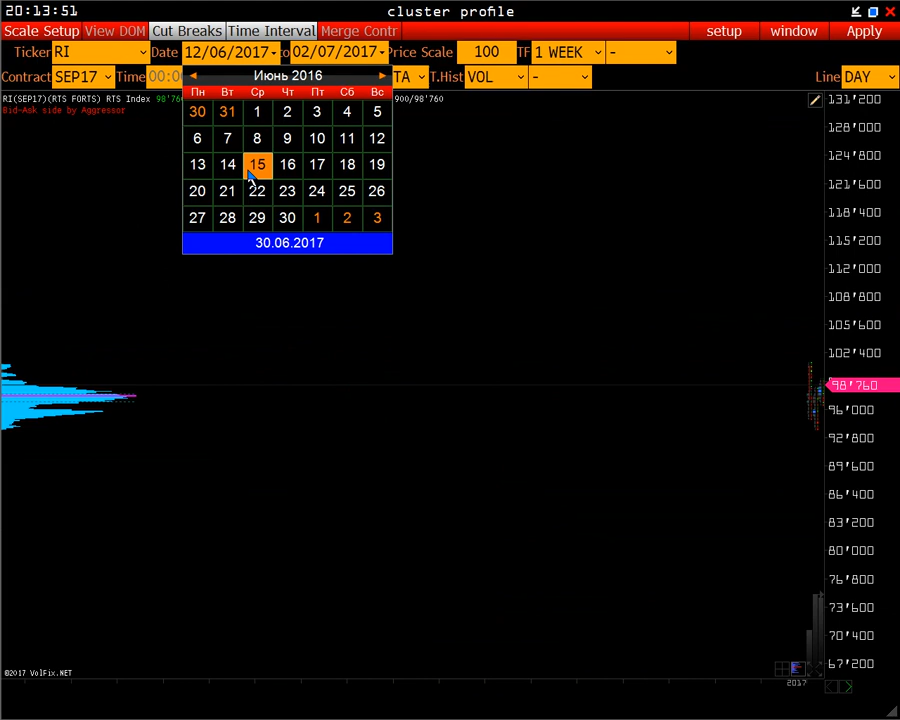 20:13:51 cluster profile
Scale Setup View DOM Cut Breaks Time Interval Merge Contr setup window Apply
Ticker RI Date 12/06/2017 to 02/07/2017 Price Scale 100 TF 1 WEEK -
Contract SEP17 Time 00:0 TA T.Hist VOL - Line DAY
Июнь 2016
Пн Вт Ср Чт Пт Сб Вс
30 31 1 2 3 4 5
6 7 8 9 10 11 12
13 14 15 16 17 18 19
20 21 22 23 24 25 26
27 28 29 30 1 2 3
30.06.2017
RI(SEP17)(RTS FORTS) RTS Index 98'76 900/98'760
Bid-Ask side by Aggressor
131'200
128'000
124'800
121'600
118'400
115'200
112'000
108'800
105'600
102'400
98'760
96'000
92'800
89'600
86'400
83'200
80'000
76'800
73'600
70'400
67'200
©2017 VolFix.NET
2017